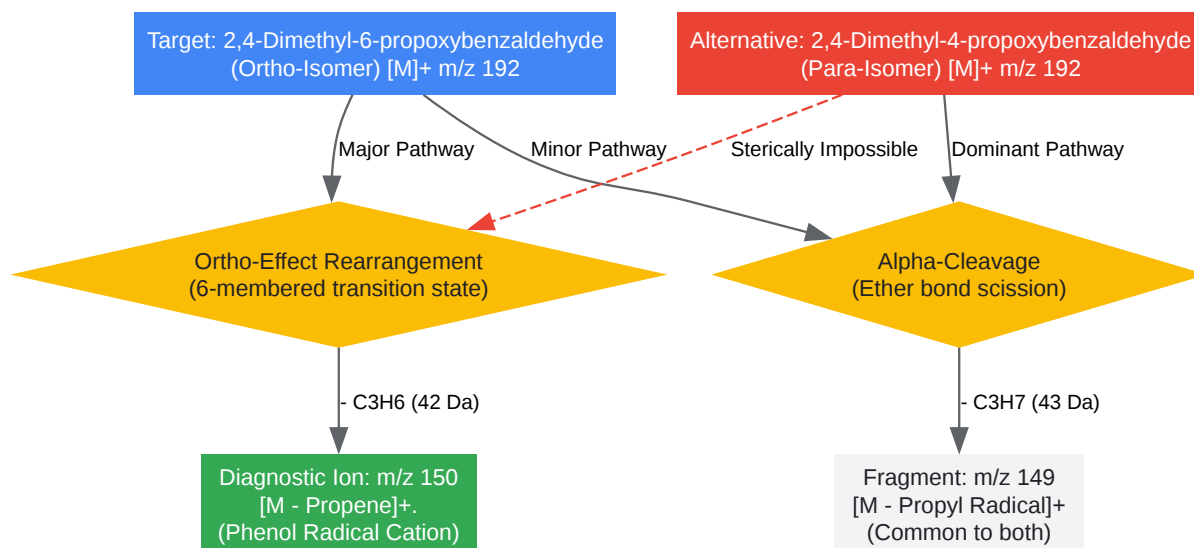 Target: 2,4-Dimethyl-6-propoxybenzaldehyde
(Ortho-Isomer) [M]+ m/z 192
Alternative: 2,4-Dimethyl-4-propoxybenzaldehyde
(Para-Isomer) [M]+ m/z 192
Major Pathway
Minor Pathway
Sterically Impossible
Dominant Pathway
Ortho-Effect Rearrangement
(6-membered transition state)
Alpha-Cleavage
(Ether bond scission)
- C3H6 (42 Da)
- C3H7 (43 Da)
Diagnostic Ion: m/z 150
[M - Propene]+.
(Phenol Radical Cation)
Fragment: m/z 149
[M - Propyl Radical]+
(Common to both)